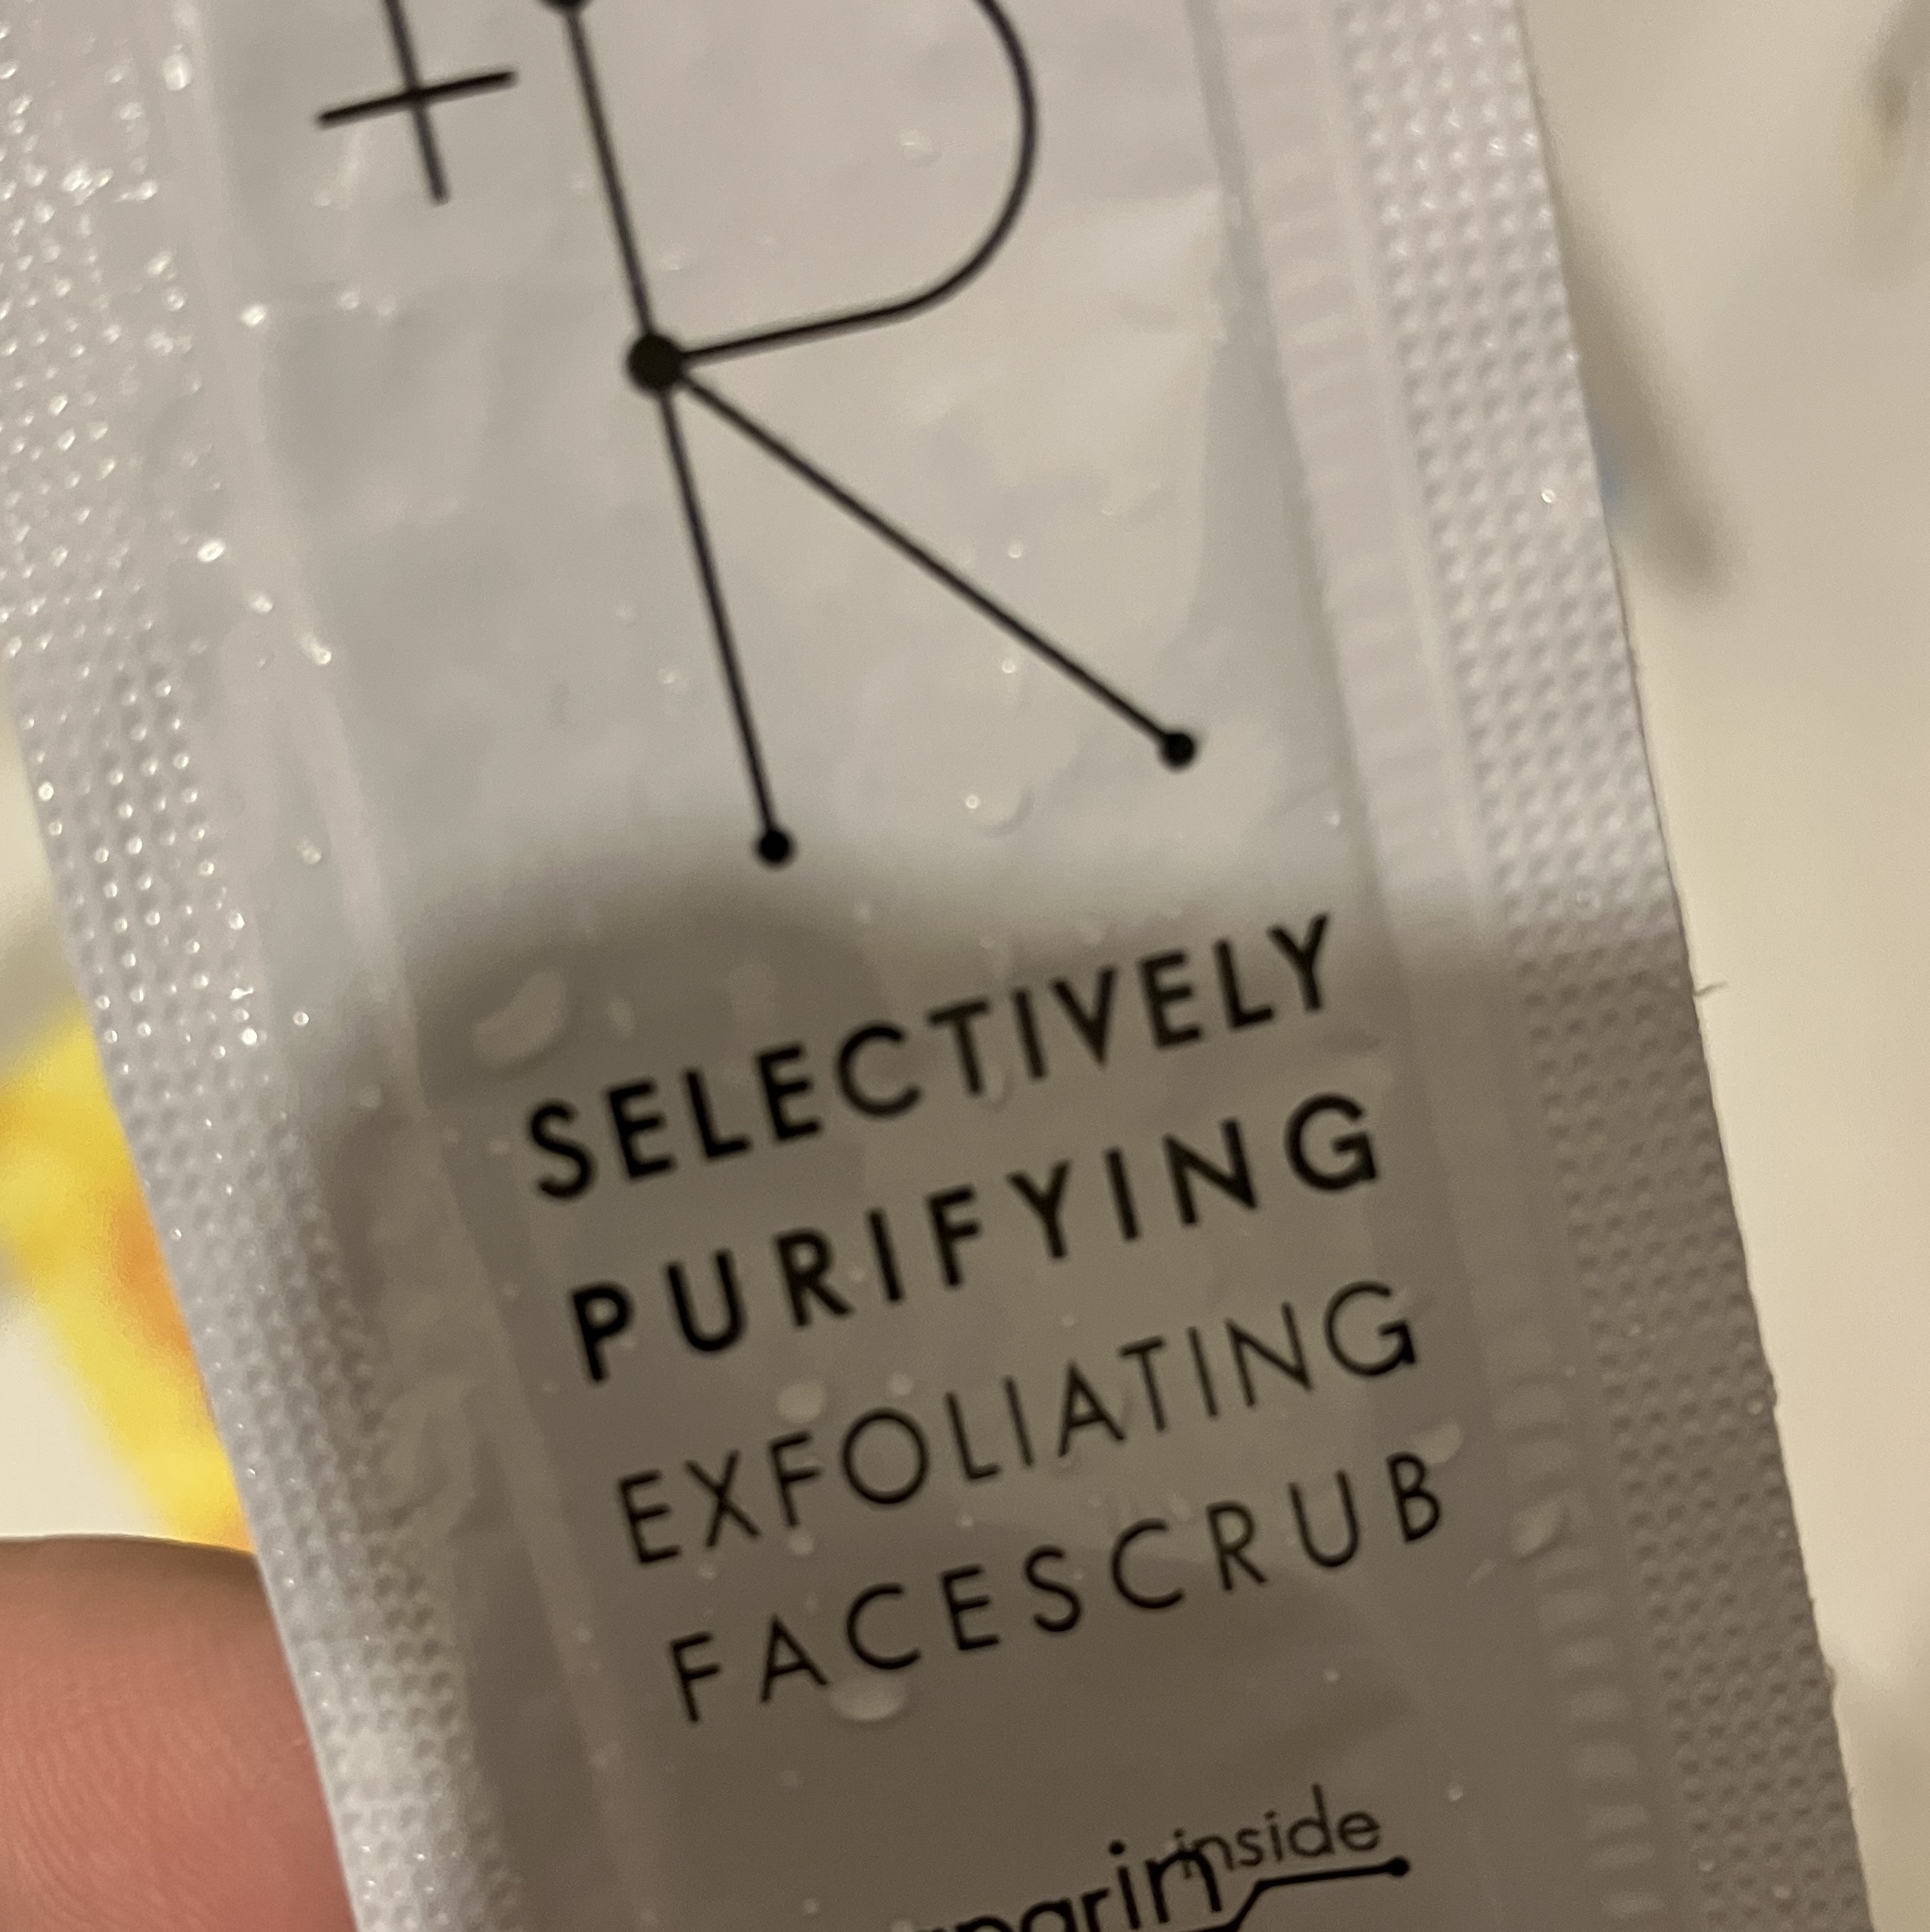 +R
SELECTIVELY
PURIFYING
EXFOLIATING
FACESCRUB
inside